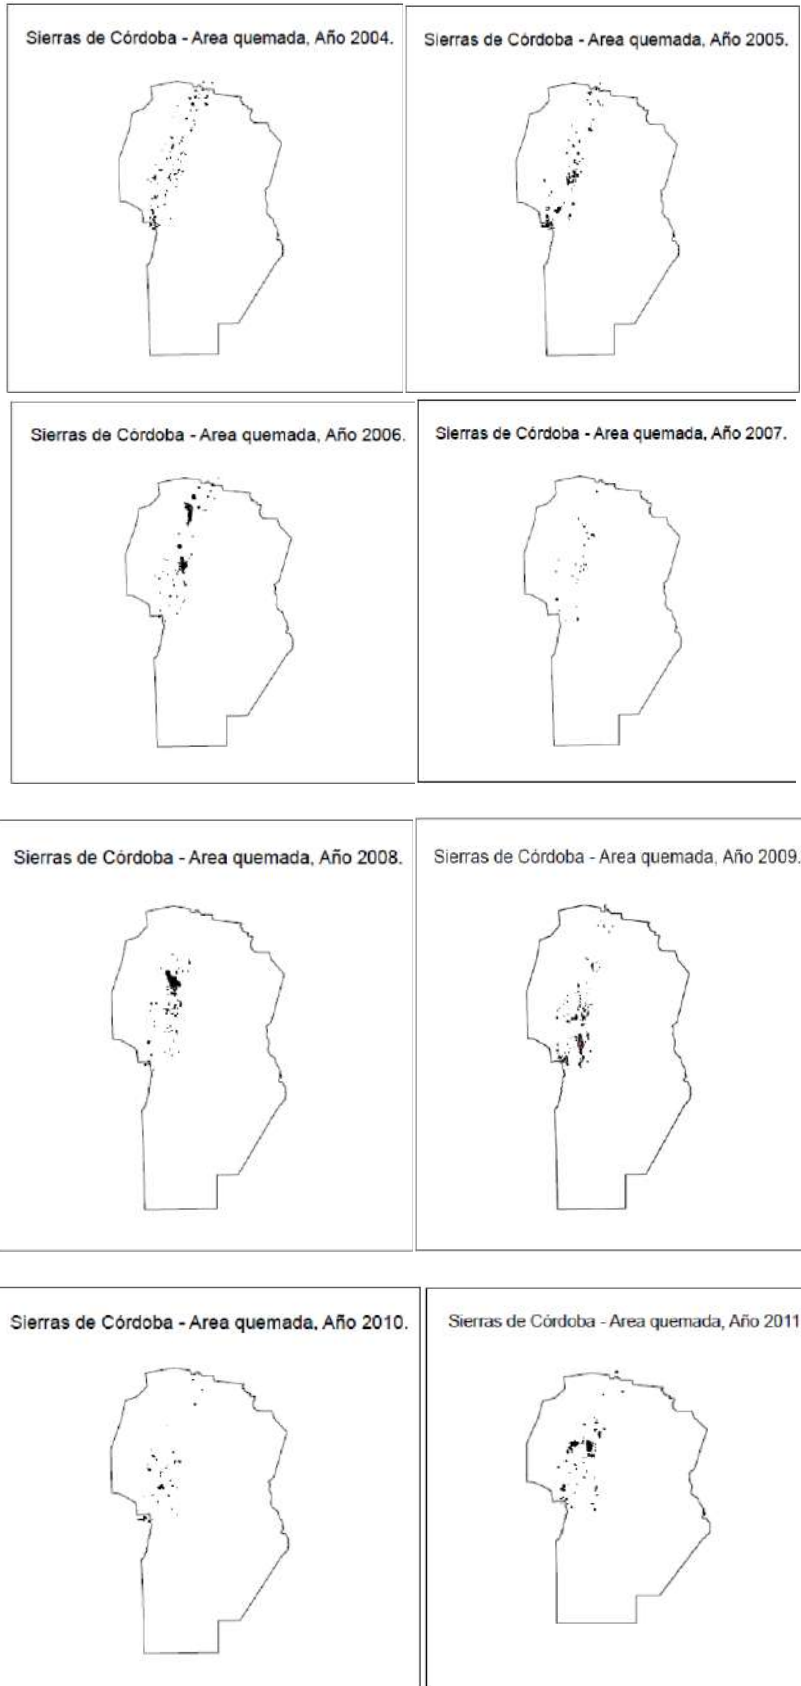 Sierras de Córdoba - Area quemada, Año 2004.
Sierras de Córdoba - Area quemada, Año 2005.
Sierras de Córdoba - Area quemada, Año 2006.
Sierras de Córdoba - Area quemada, Año 2007.
Sierras de Córdoba - Area quemada, Año 2008.
Sierras de Córdoba - Area quemada, Año 2009.
Sierras de Córdoba - Area quemada, Año 2010.
Sierras de Córdoba - Area quemada, Año 2011